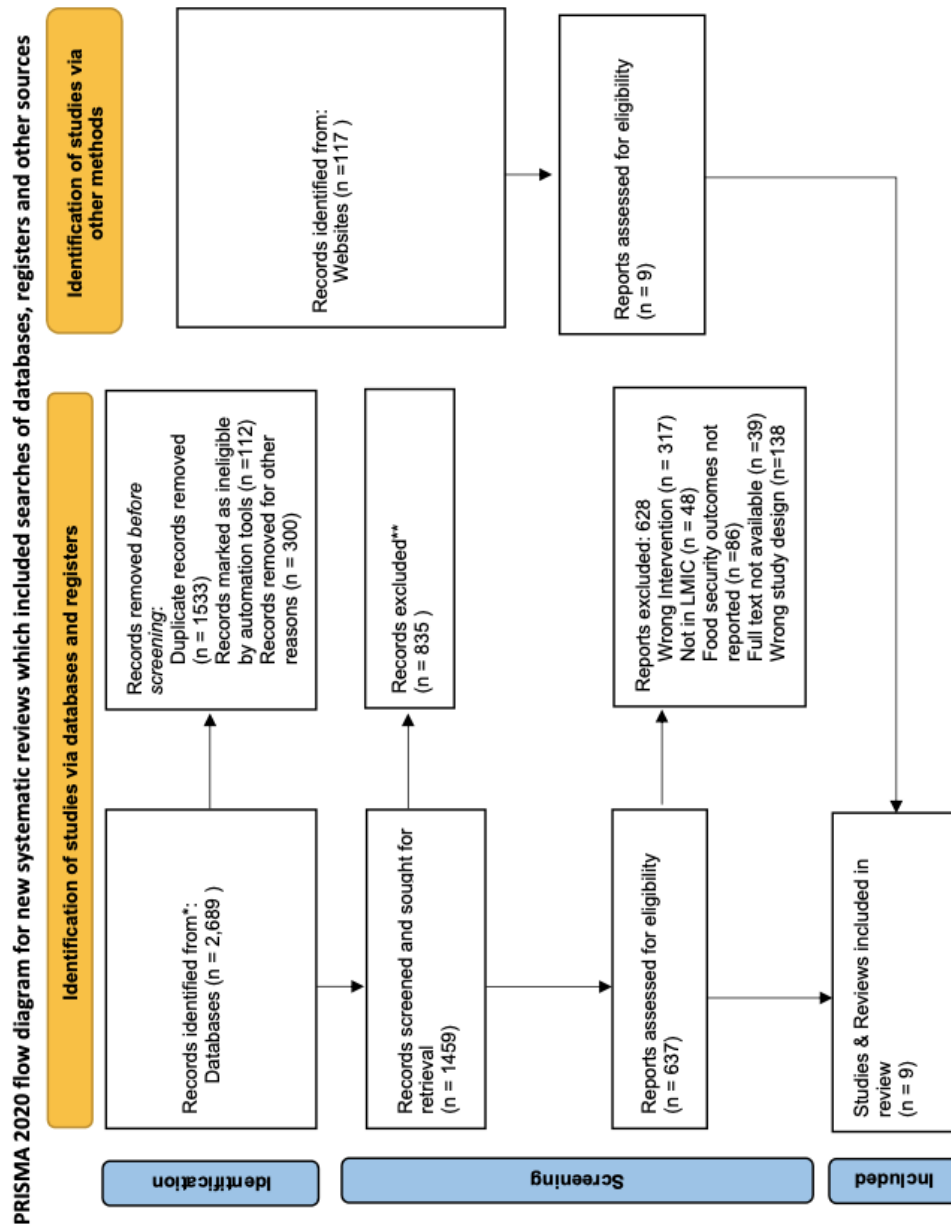 PRISMA 2020 flow diagram for new systematic reviews which included searches of databases, registers and other sources
Identification of studies via databases and registers
Identification of studies via
other methods
Identification
Records identified from*:
Databases (n = 2,689 )
Records removed before
screening:
Duplicate records removed
(n = 1533)
Records marked as ineligible
by automation tools (n =112)
Records removed for other
reasons (n = 300)
Records identified from:
Websites (n =117 )
Screening
Records screened and sought for
retrieval
(n = 1459)
Records excluded**
(n = 835 )
Reports assessed for eligibility
(n = 637)
Reports excluded: 628
Wrong Intervention (n = 317)
Not in LMIC (n = 48)
Food security outcomes not
reported (n =86)
Full text not available (n =39)
Wrong study design (n=138
Reports assessed for eligibility
(n = 9)
Included
Studies & Reviews included in
review
(n = 9)